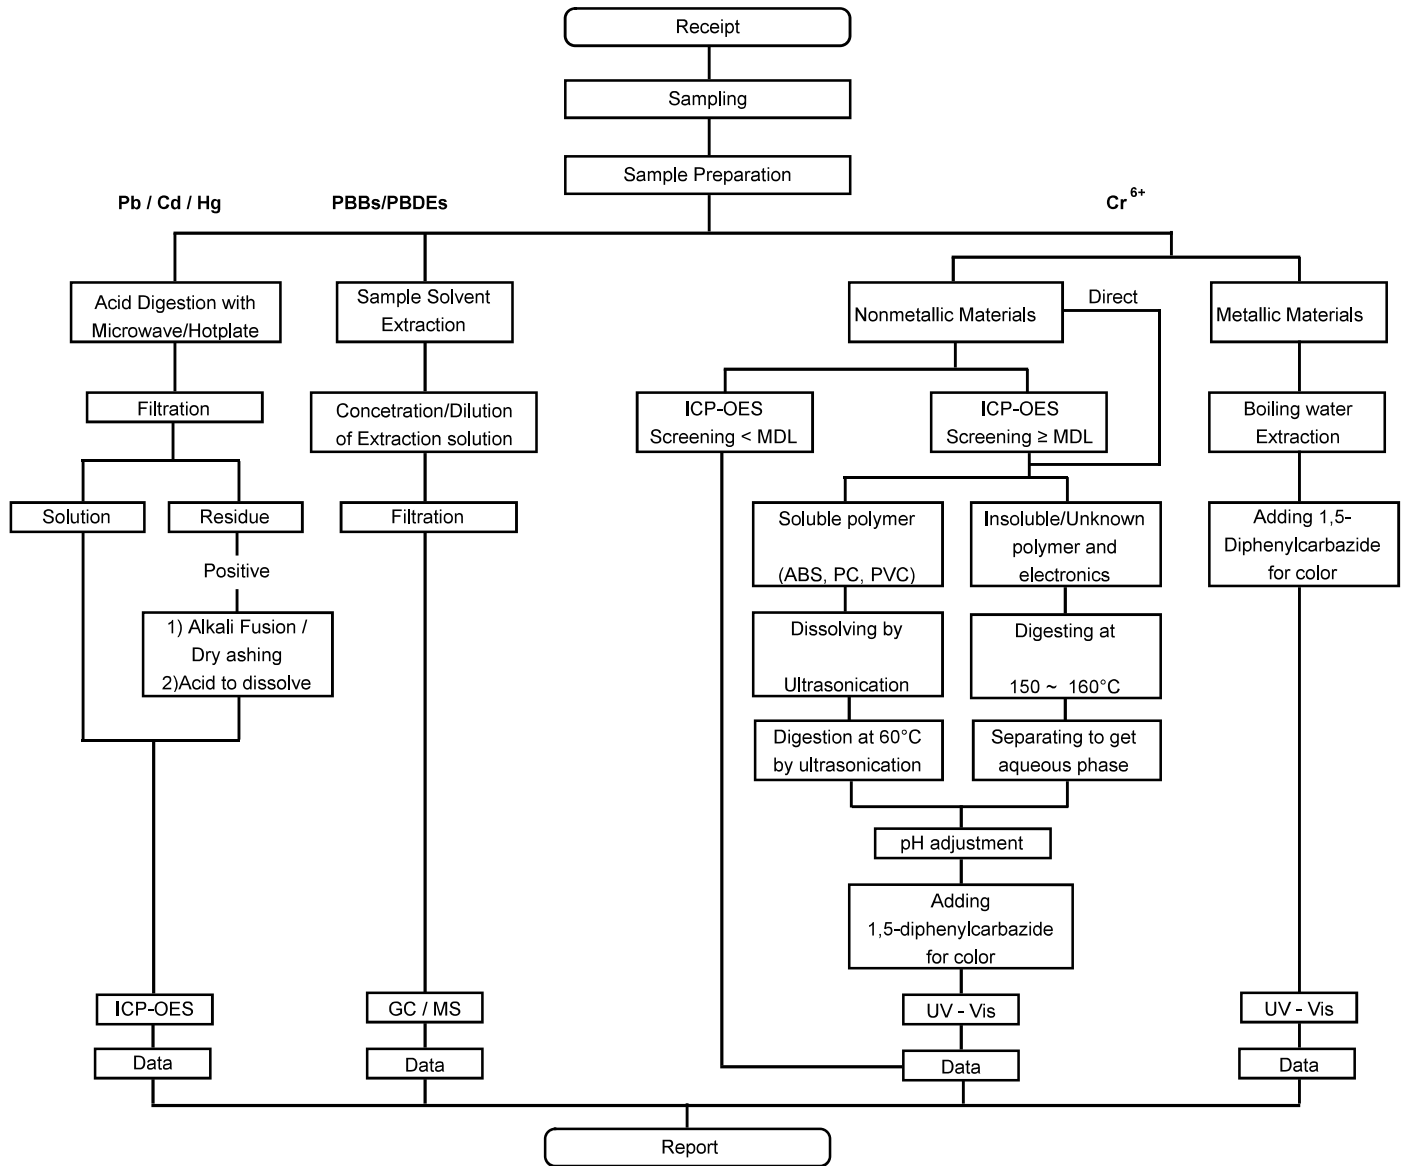 Receipt
Sampling
Sample Preparation
Pb / Cd / Hg
PBBs/PBDEs
Cr 6+
Acid Digestion with
Microwave/Hotplate
Sample Solvent
Extraction
Nonmetallic Materials
Direct
Metallic Materials
Filtration
Concetration/Dilution
of Extraction solution
ICP-OES
Screening < MDL
ICP-OES
Screening ≥ MDL
Boiling water
Extraction
Solution
Residue
Filtration
Soluble polymer
(ABS, PC, PVC)
Insoluble/Unknown
polymer and
electronics
Adding 1,5-
Diphenylcarbazide
for color
Positive
1) Alkali Fusion /
Dry ashing
2)Acid to dissolve
Dissolving by
Ultrasonication
Digesting at
150 ~ 160°C
Digestion at 60°C
by ultrasonication
Separating to get
aqueous phase
pH adjustment
Adding
1,5-diphenylcarbazide
for color
ICP-OES
GC / MS
UV - Vis
UV - Vis
Data
Data
Data
Data
Report